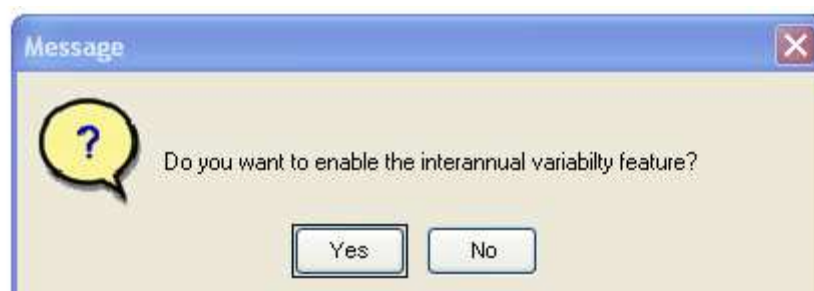 Message
?
Do you want to enable the interannual variabilty feature?
Yes No